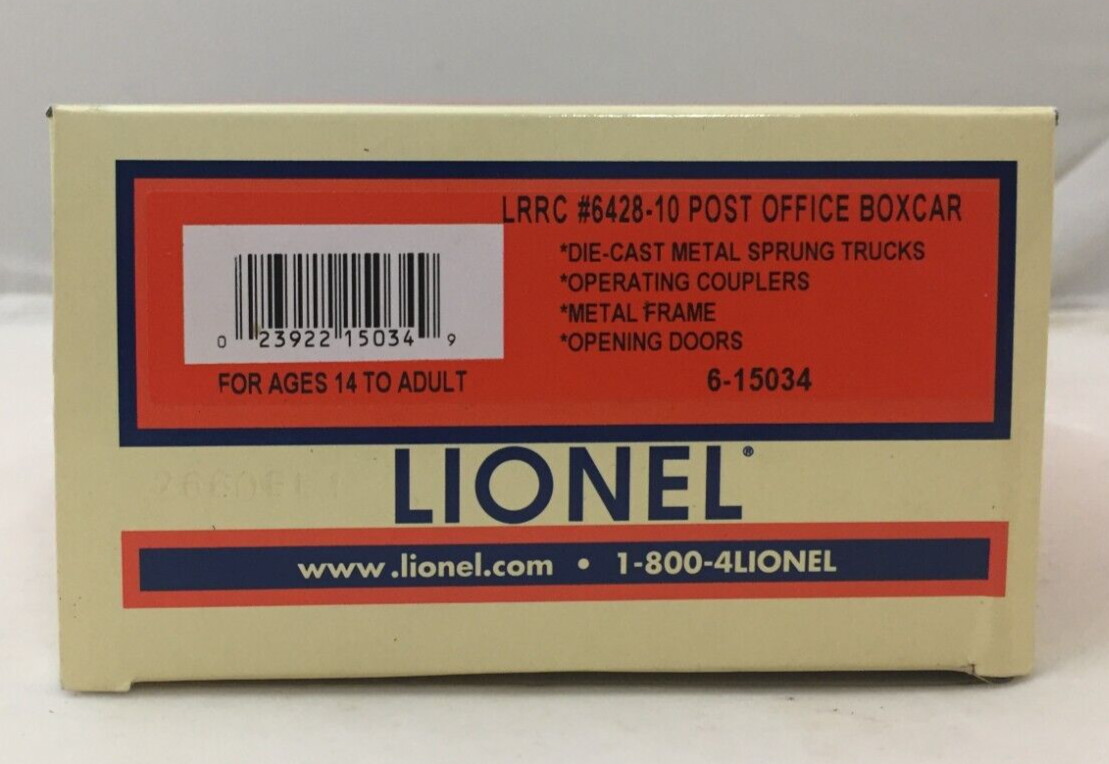 LRRC #6428-10 POST OFFICE BOXCAR
*DIE-CAST METAL SPRUNG TRUCKS
*OPERATING COUPLERS
*METAL FRAME
*OPENING DOORS
0 23922 15034 9
FOR AGES 14 TO ADULT
6-15034
LIONEL®
www.lionel.com • 1-800-4LIONEL